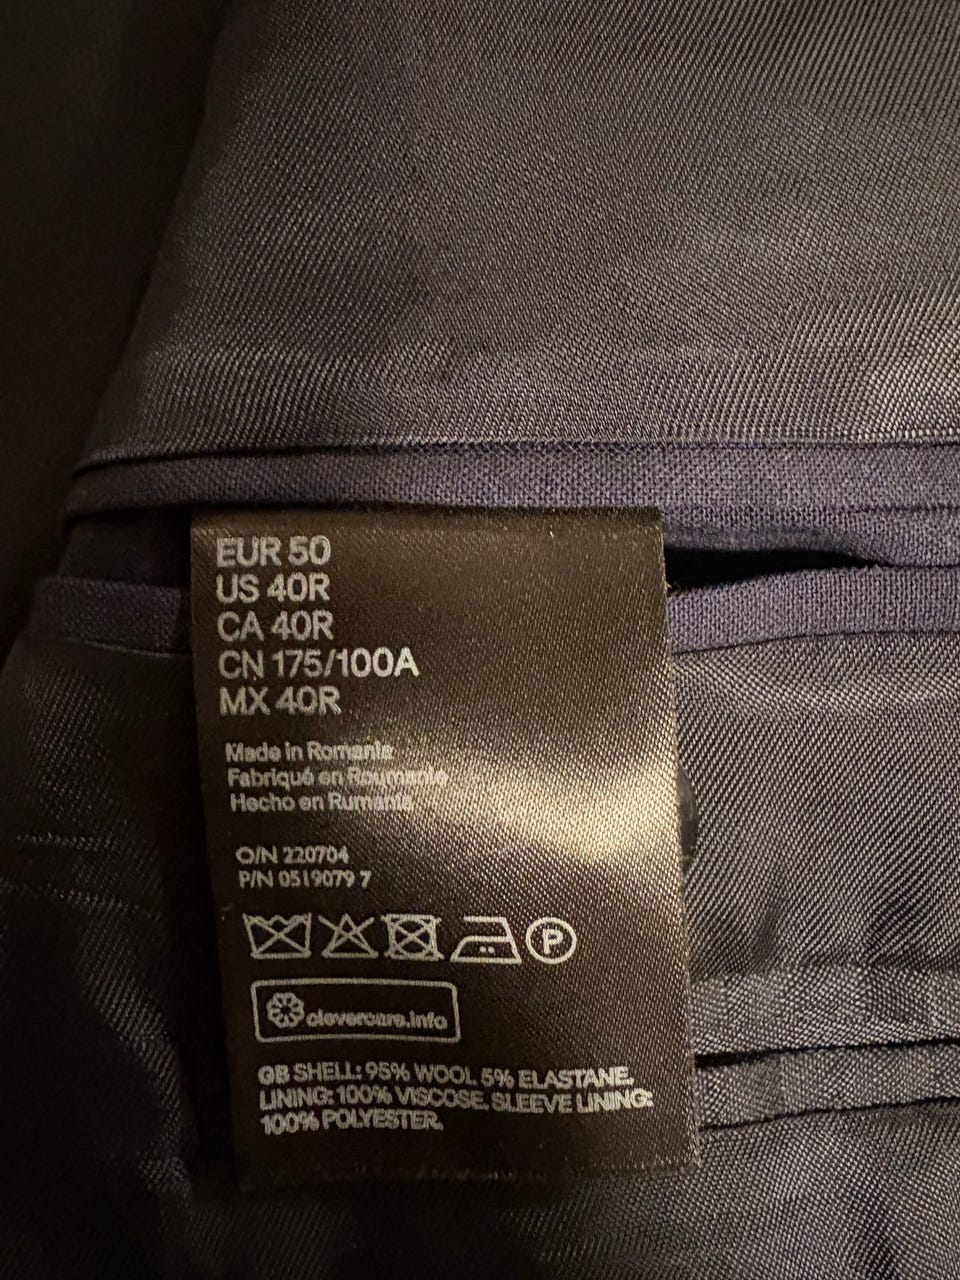 EUR 50
US 40R
CA 40R
CN 175/100A
MX 40R
Made in Romania
Fabriqué en Roumanie
Hecho en Rumania
O/N 220704
P/N 0519079 7
P
clevercare.info
GB SHELL: 95% WOOL 5% ELASTANE.
LINING: 100% VISCOSE. SLEEVE LINING:
100% POLYESTER.